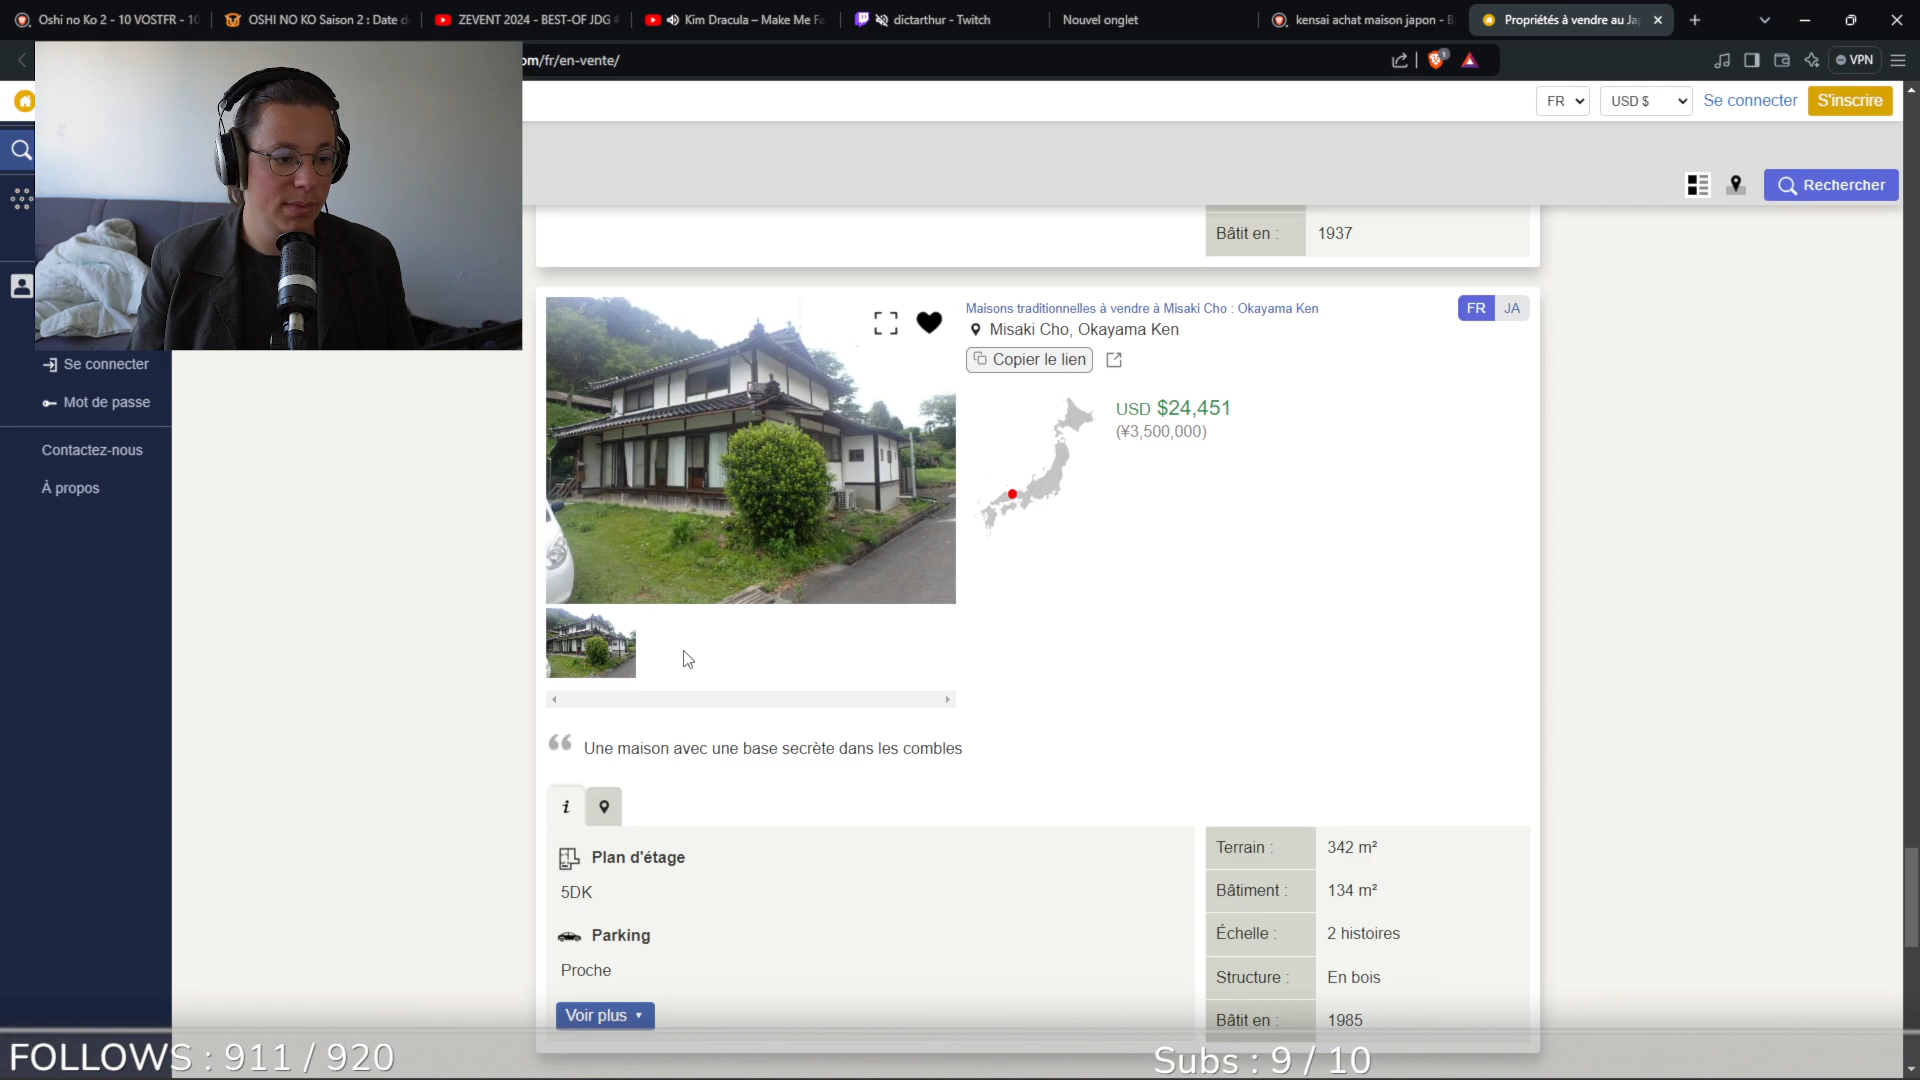 Oshi no Ko 2 - 10 VOSTFR - 10
OSHI NO KO Saison 2 : Date d
ZEVENT 2024 - BEST-OF JDG
Kim Dracula – Make Me Fa
dictarthur - Twitch
Nouvel onglet
kensai achat maison japon - B
Propriétés à vendre au Ja
om/fr/en-vente/
1
VPN
FR
USD $
Se connecter
S'inscrire
Rechercher
Bâtit en :
1937
Maisons traditionnelles à vendre à Misaki Cho : Okayama Ken
FR
JA
Misaki Cho, Okayama Ken
Copier le lien
Se connecter
Mot de passe
USD $24,451
(¥3,500,000)
Contactez-nous
À propos
Une maison avec une base secrète dans les combles
i
Plan d'étage
5DK
Parking
Proche
Voir plus
Terrain :
342 m²
Bâtiment :
134 m²
Échelle :
2 histoires
Structure :
En bois
Bâtit en :
1985
FOLLOWS : 911 / 920
Subs : 9 / 10